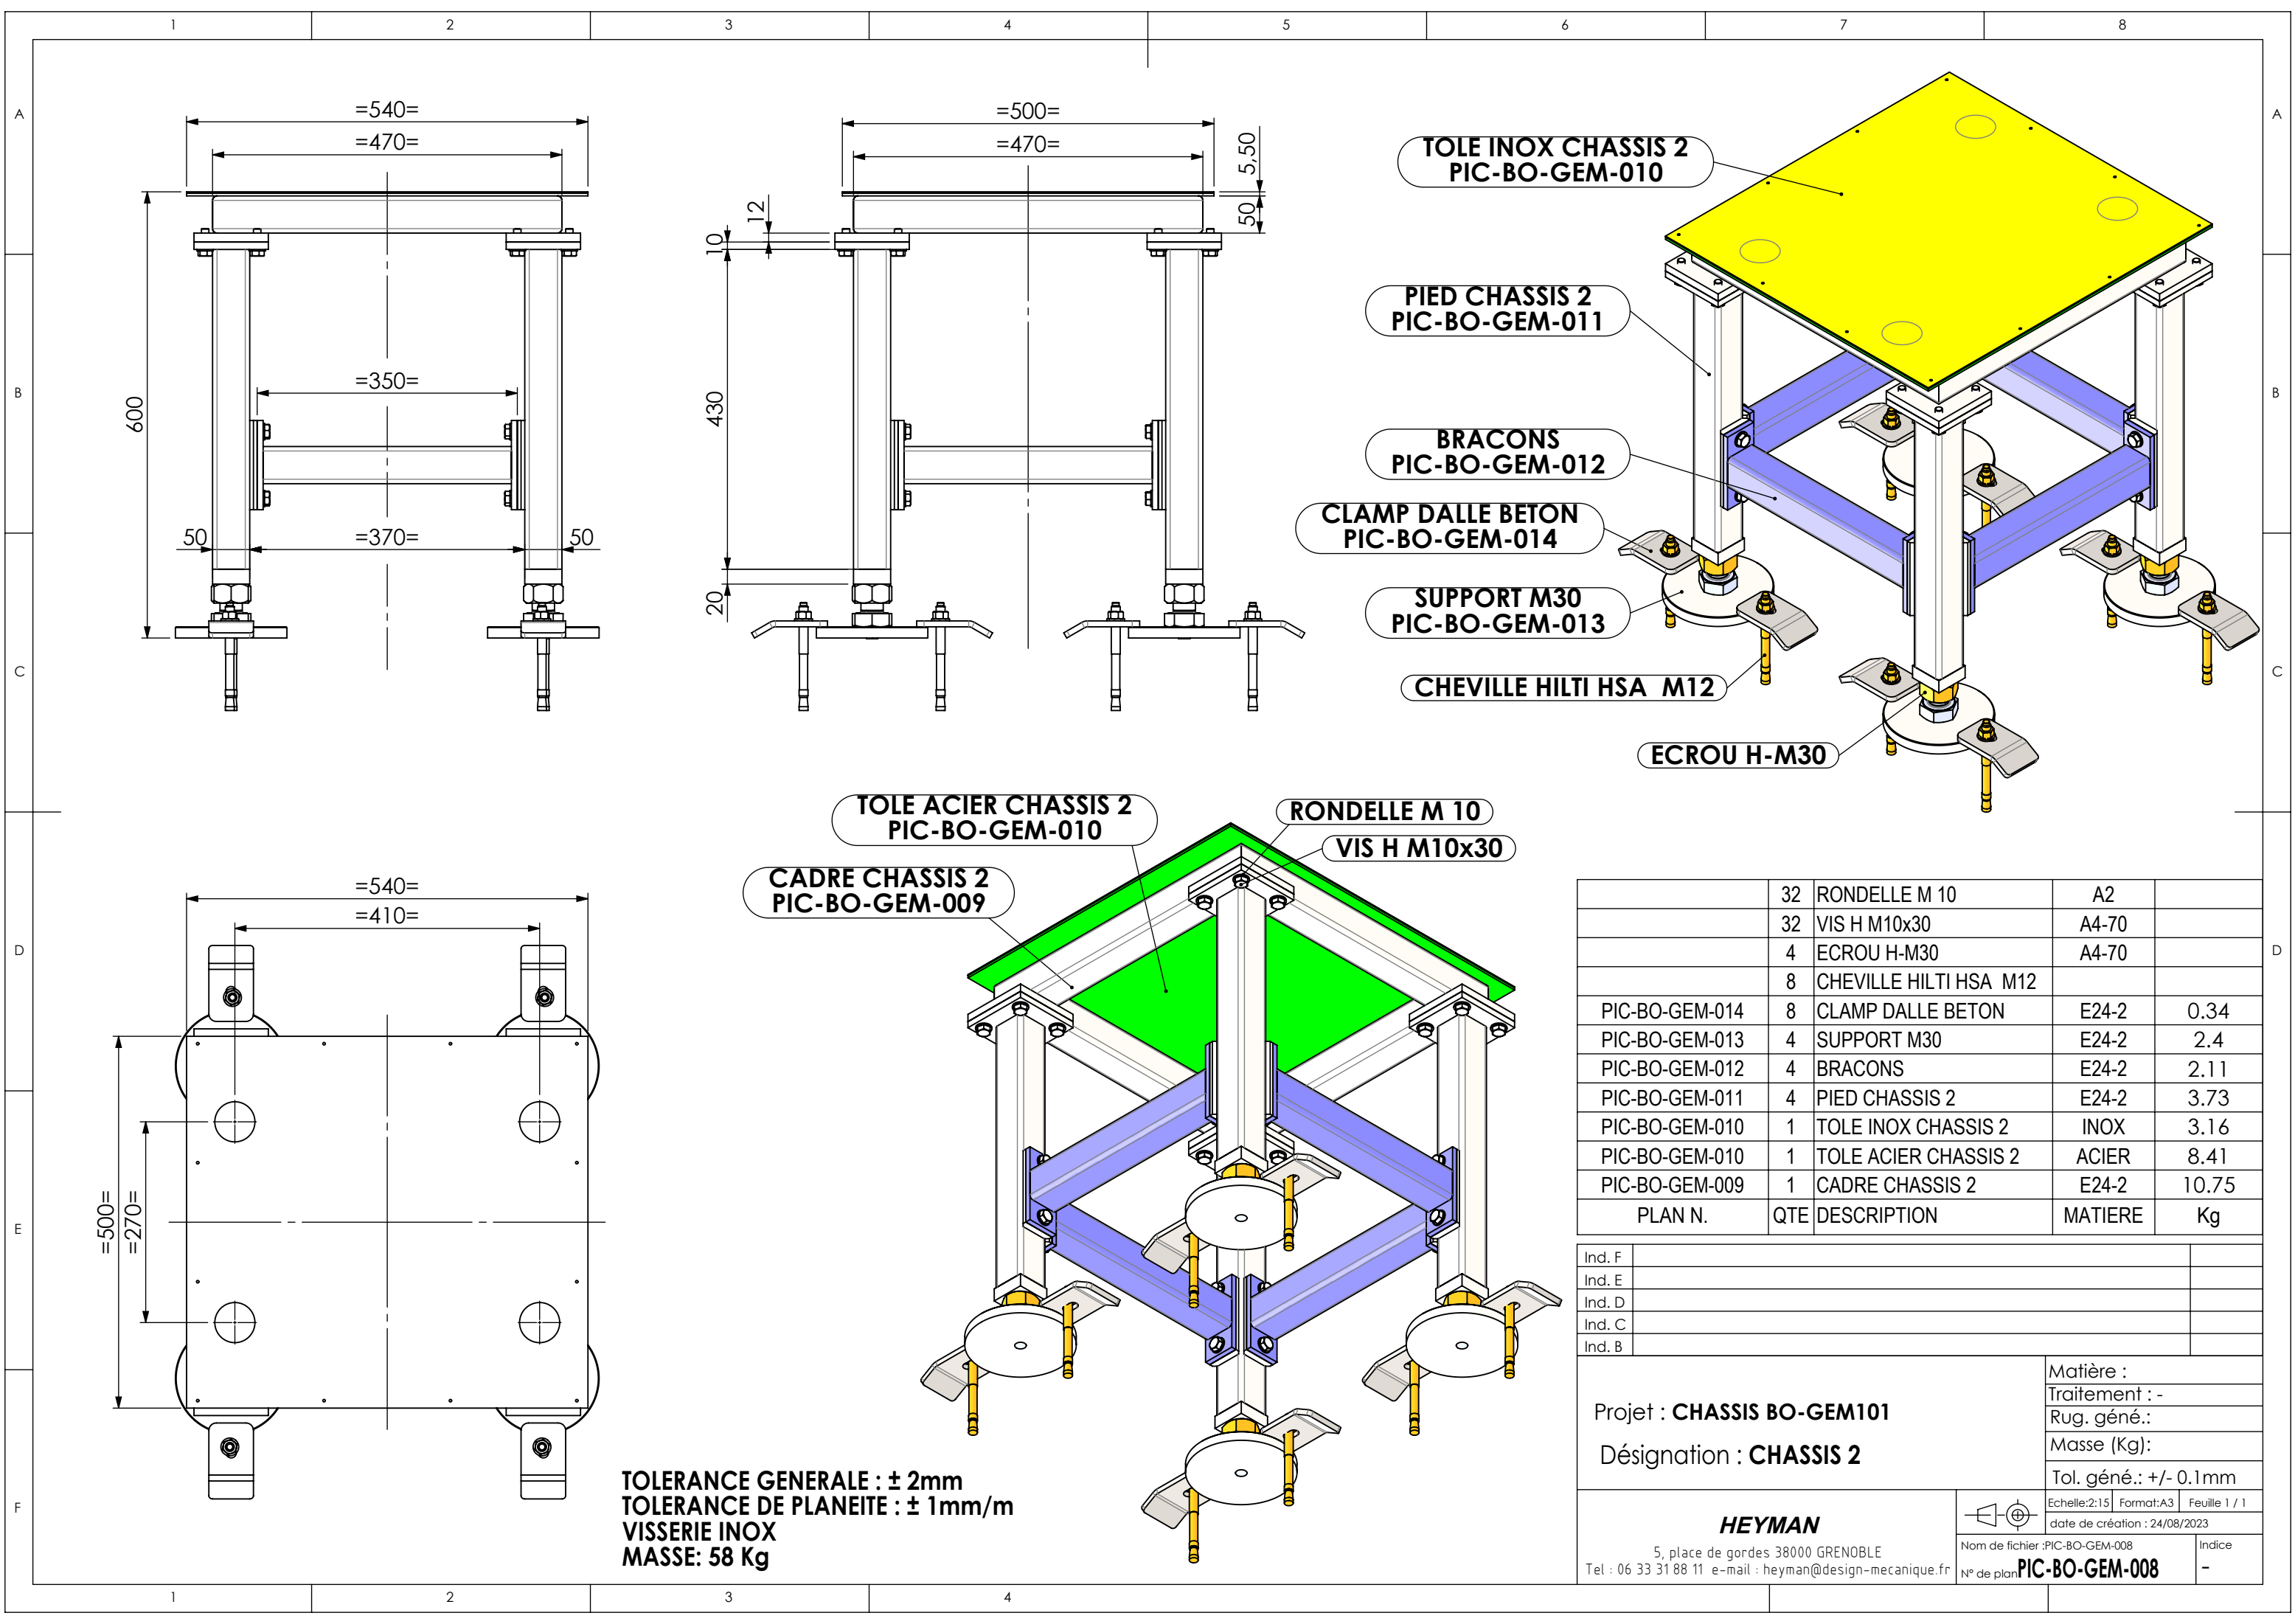 1 2 3 4 5 6 7 8
A A
B B
C C
D D
E
F
1 2 3 4
=540=
=470=
600
=350=
50 =370= 50
=500=
=470=
5,50
50
12
10
430
20
TOLE INOX CHASSIS 2
PIC-BO-GEM-010
PIED CHASSIS 2
PIC-BO-GEM-011
BRACONS
PIC-BO-GEM-012
CLAMP DALLE BETON
PIC-BO-GEM-014
SUPPORT M30
PIC-BO-GEM-013
CHEVILLE HILTI HSA M12
ECROU H-M30
=540=
=410=
=500=
=270=
TOLE ACIER CHASSIS 2
PIC-BO-GEM-010
RONDELLE M 10
VIS H M10x30
CADRE CHASSIS 2
PIC-BO-GEM-009
TOLERANCE GENERALE : ± 2mm
TOLERANCE DE PLANEITE : ± 1mm/m
VISSERIE INOX
MASSE: 58 Kg
32 RONDELLE M 10 A2
32 VIS H M10x30 A4-70
4 ECROU H-M30 A4-70
8 CHEVILLE HILTI HSA M12
PIC-BO-GEM-014 8 CLAMP DALLE BETON E24-2 0.34
PIC-BO-GEM-013 4 SUPPORT M30 E24-2 2.4
PIC-BO-GEM-012 4 BRACONS E24-2 2.11
PIC-BO-GEM-011 4 PIED CHASSIS 2 E24-2 3.73
PIC-BO-GEM-010 1 TOLE INOX CHASSIS 2 INOX 3.16
PIC-BO-GEM-010 1 TOLE ACIER CHASSIS 2 ACIER 8.41
PIC-BO-GEM-009 1 CADRE CHASSIS 2 E24-2 10.75
PLAN N. QTE DESCRIPTION MATIERE Kg
Ind. F
Ind. E
Ind. D
Ind. C
Ind. B
Projet : CHASSIS BO-GEM101
Désignation : CHASSIS 2
Matière :
Traitement : -
Rug. géné.:
Masse (Kg):
Tol. géné.: +/- 0.1mm
Echelle:2:15 Format:A3 Feuille 1 / 1
date de création : 24/08/2023
HEYMAN
5, place de gordes 38000 GRENOBLE
Tel : 06 33 31 88 11 e-mail : heyman@design-mecanique.fr
Nom de fichier :PIC-BO-GEM-008
N° de plan PIC-BO-GEM-008
Indice
-